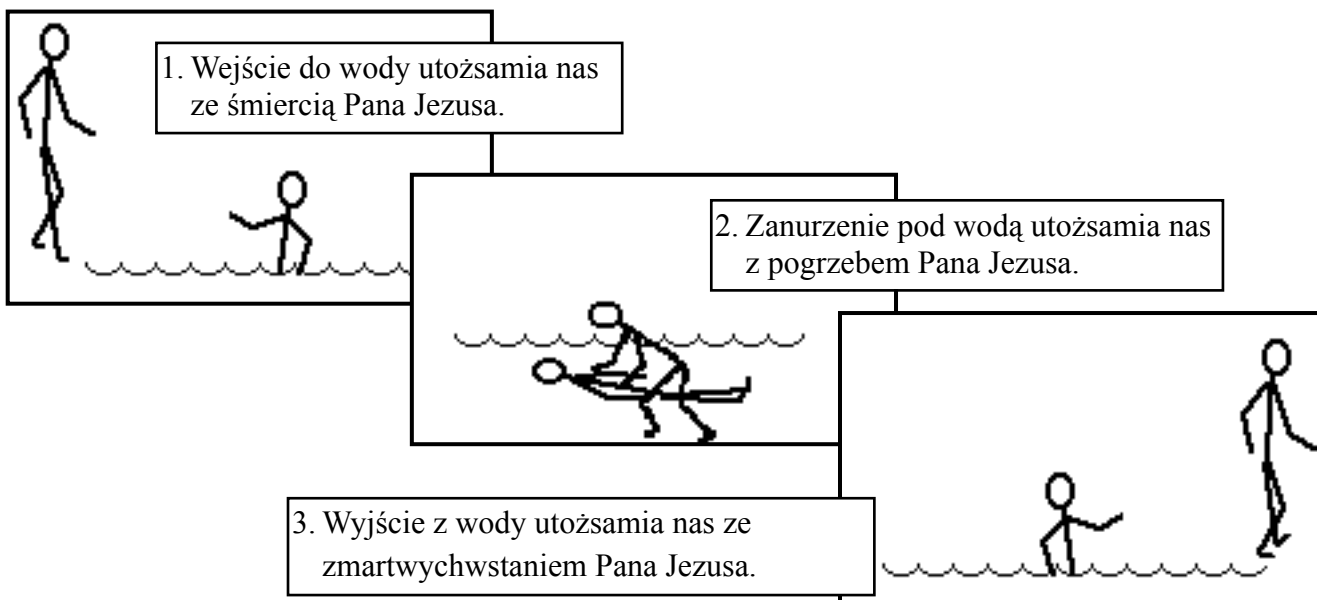 1. Wejście do wody utożsamia nas
ze śmiercią Pana Jezusa.
2. Zanurzenie pod wodą utożsamia nas
z pogrzebem Pana Jezusa.
3. Wyjście z wody utożsamia nas ze
zmartwychwstaniem Pana Jezusa.